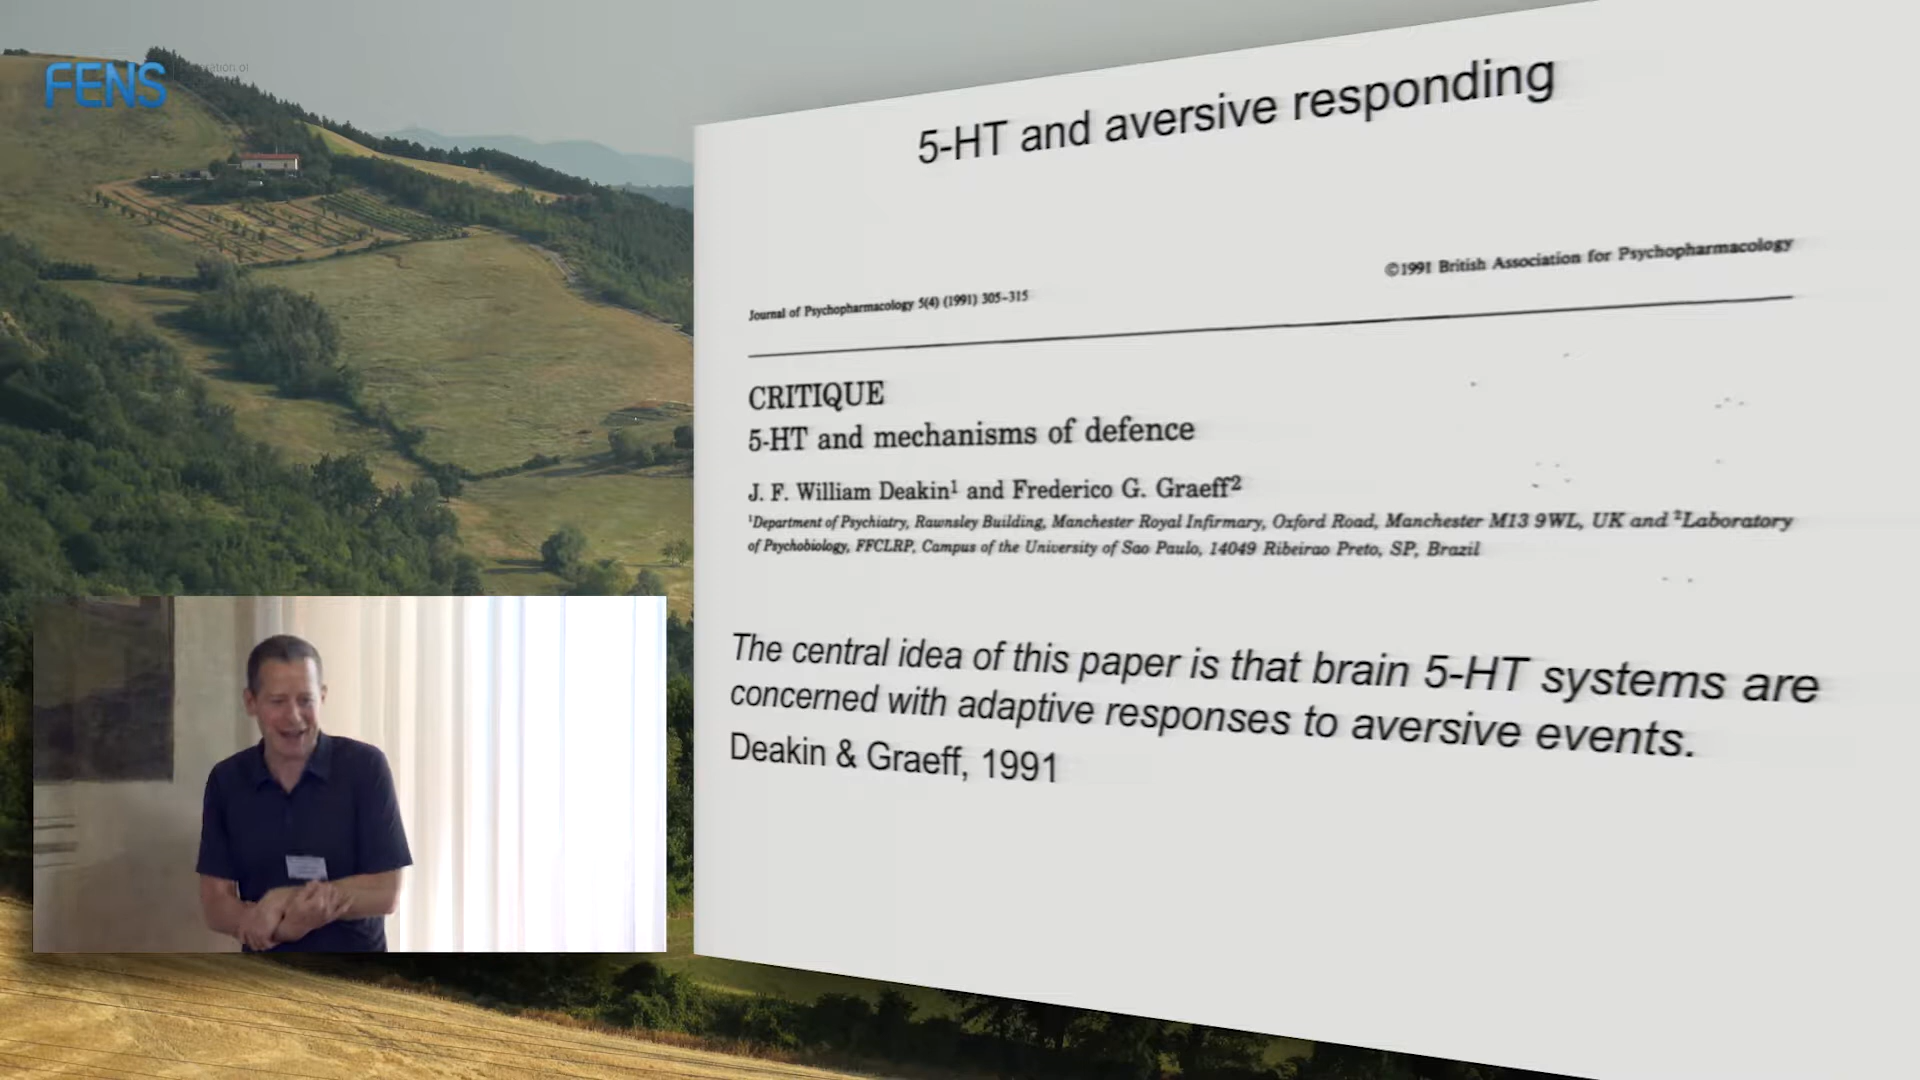 FENS
5-HT and aversive responding
©1991 British Association for Psychopharmacology
Journal of Psychopharmacology 5(4) (1991) 305–315
CRITIQUE
5-HT and mechanisms of defence
J. F. William Deakin¹ and Frederico G. Graeff²
¹Department of Psychiatry, Rawnsley Building, Manchester Royal Infirmary, Oxford Road, Manchester M13 9WL, UK and ²Laboratory
of Psychobiology, FFCLRP, Campus of the University of Sao Paulo, 14049 Ribeirao Preto, SP, Brazil
The central idea of this paper is that brain 5-HT systems are
concerned with adaptive responses to aversive events.
Deakin & Graeff, 1991